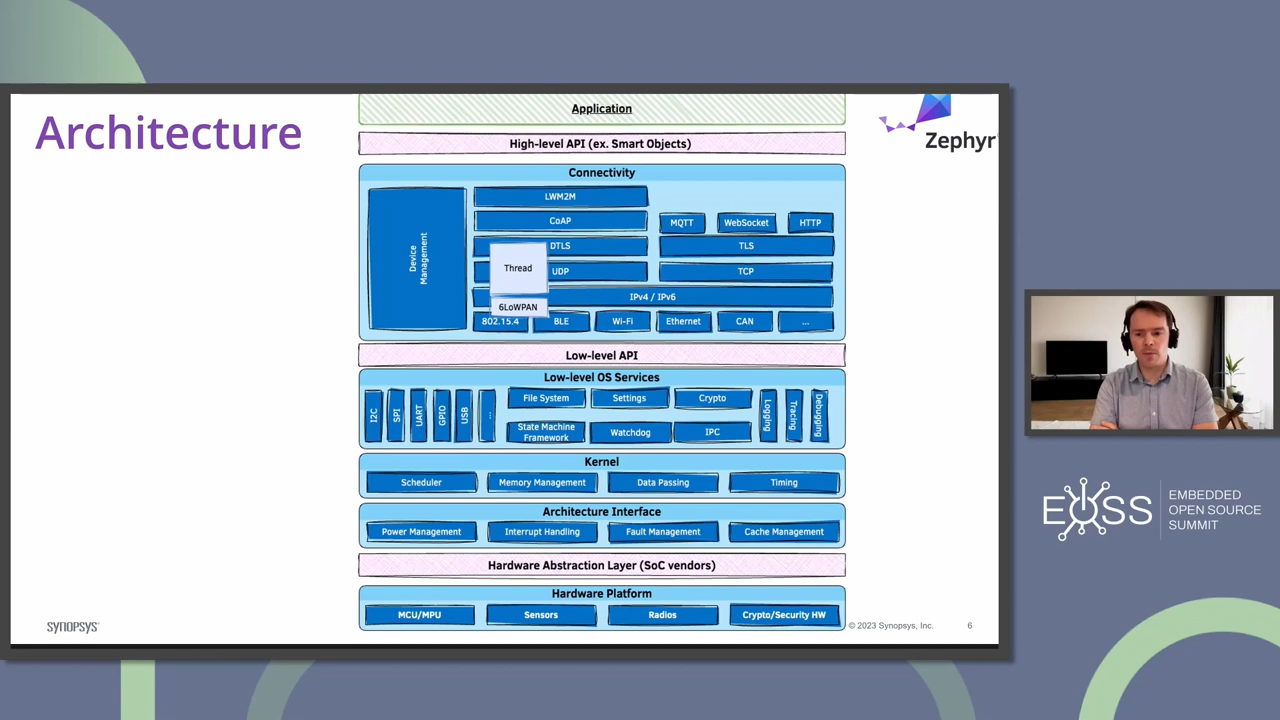 Architecture
Zephyr
Application
High-level API (ex. Smart Objects)
Connectivity
Device
Management
LWM2M
CoAP
MQTT
WebSocket
HTTP
DTLS
TLS
Thread
UDP
TCP
IPv4 / IPv6
6LoWPAN
802.15.4
BLE
Wi-Fi
Ethernet
CAN
...
Low-level API
Low-level OS Services
I2C
SPI
UART
GPIO
USB
...
File System
Settings
Crypto
State Machine
Framework
Watchdog
IPC
Logging
Tracing
Debugging
Kernel
Scheduler
Memory Management
Data Passing
Timing
Architecture Interface
Power Management
Interrupt Handling
Fault Management
Cache Management
Hardware Abstraction Layer (SoC vendors)
Hardware Platform
MCU/MPU
Sensors
Radios
Crypto/Security HW
SYNOPSYS®
© 2023 Synopsys, Inc.
6
EOSS
EMBEDDED
OPEN SOURCE
SUMMIT